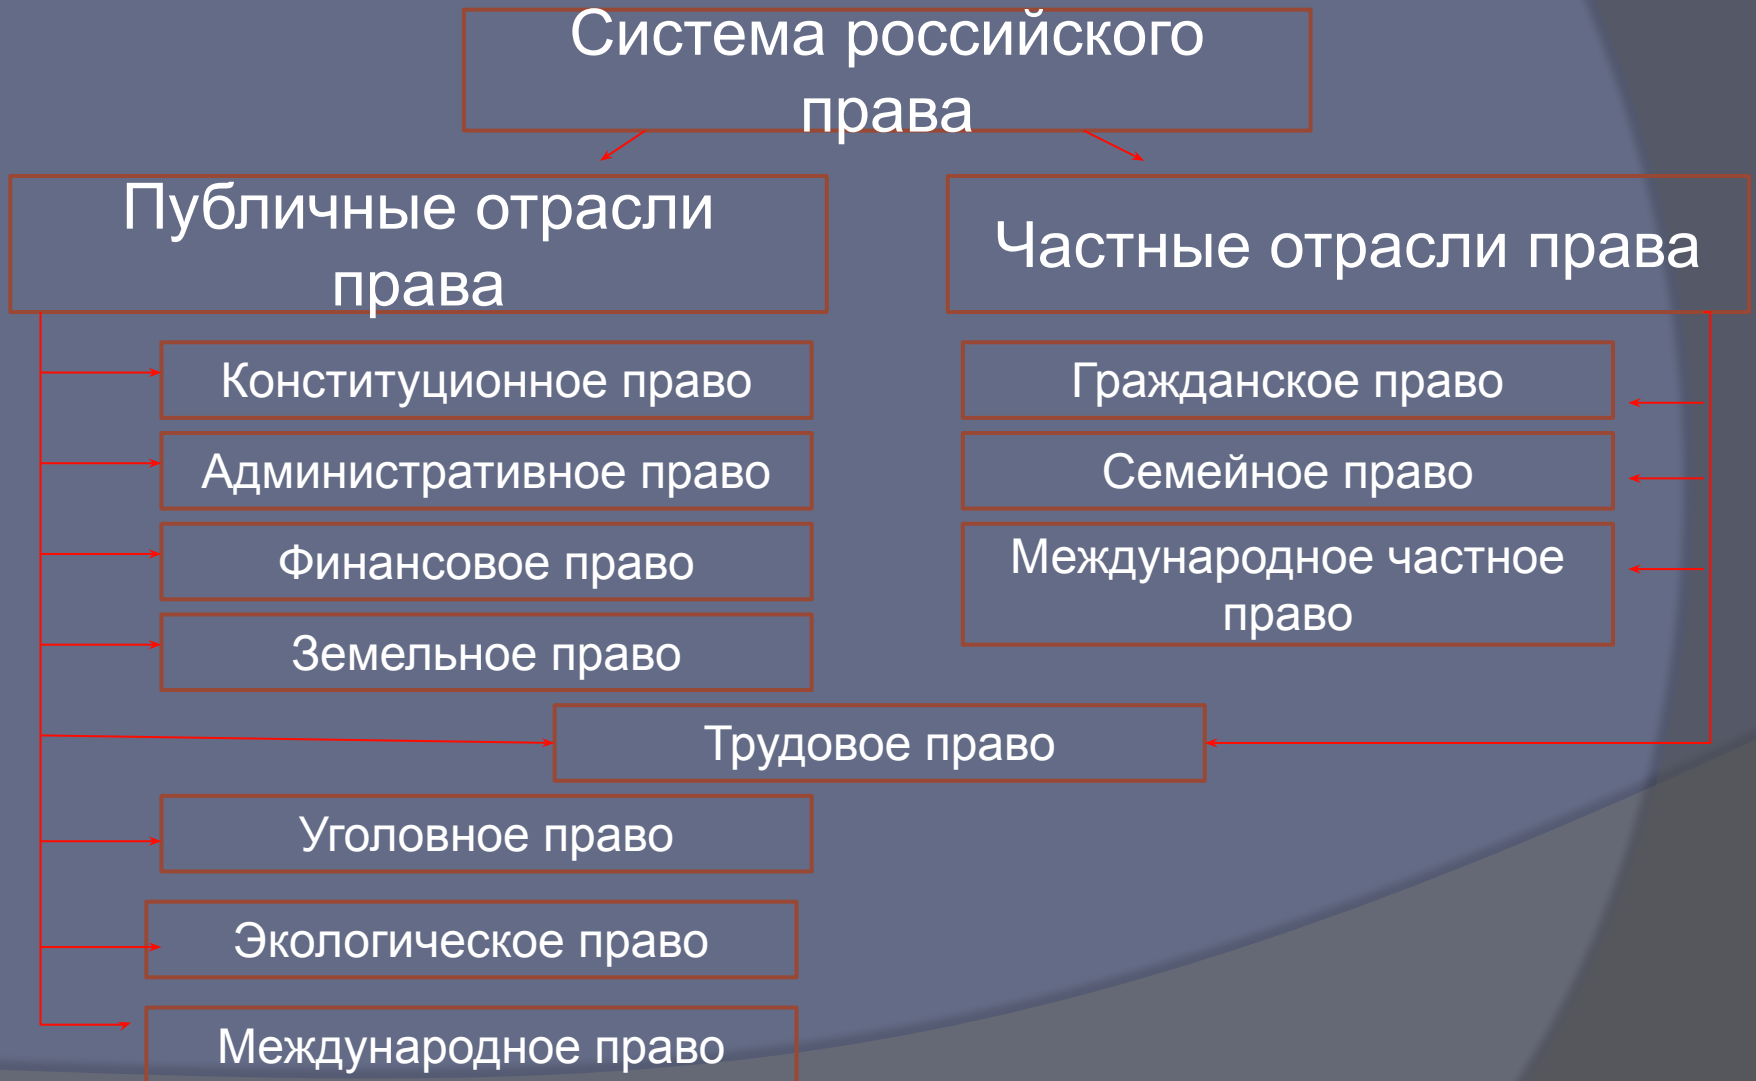 Система российского
права
Публичные отрасли
права
Частные отрасли права
Конституционное право
Гражданское право
Административное право
Семейное право
Финансовое право
Международное частное
право
Земельное право
Трудовое право
Уголовное право
Экологическое право
Международное право